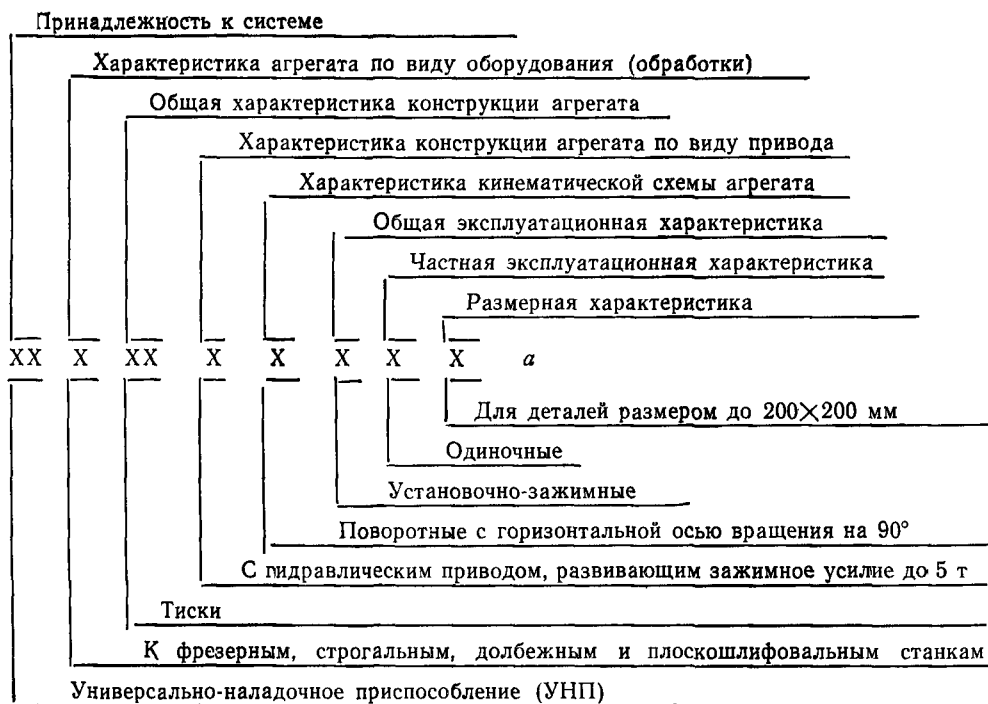 Принадлежность к системе
Характеристика агрегата по виду оборудования (обработки)
Общая характеристика конструкции агрегата
Характеристика конструкции агрегата по виду привода
Характеристика кинематической схемы агрегата
Общая эксплуатационная характеристика
Частная эксплуатационная характеристика
Размерная характеристика
XX X XX X X X X X а
Для деталей размером до 200×200 мм
Одиночные
Установочно-зажимные
Поворотные с горизонтальной осью вращения на 90°
С гидравлическим приводом, развивающим зажимное усилие до 5 т
Тиски
К фрезерным, строгальным, долбежным и плоскошлифовальным станкам
Универсально-наладочное приспособление (УНП)